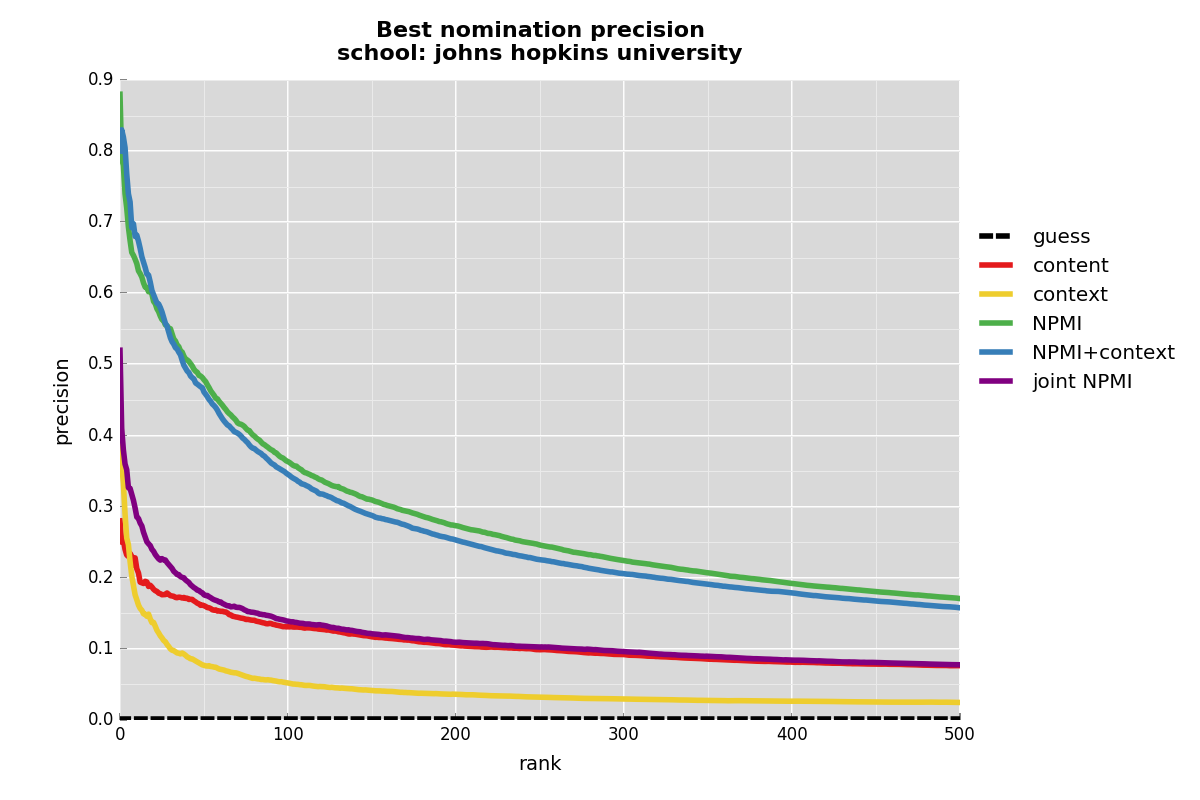 Best nomination precision
school: johns hopkins university
0.9
0.8
0.7
0.6
0.5
0.4
0.3
0.2
0.1
0.0
precision
0 100 200 300 400 500
rank
guess
content
context
NPMI
NPMI+context
joint NPMI